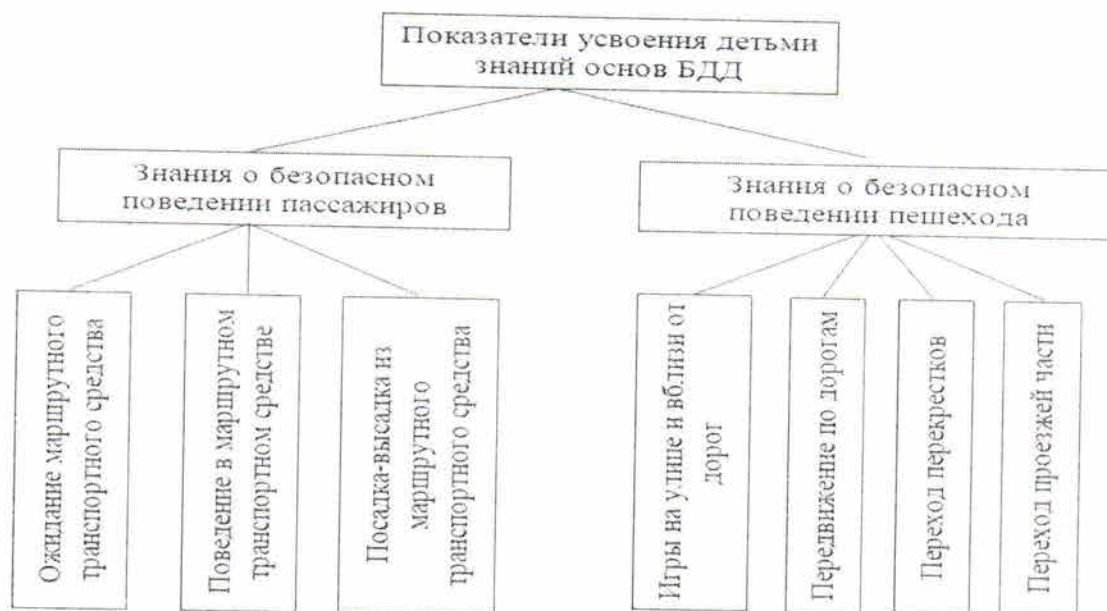 Показатели усвоения детьми
знаний основ БДД
Знания о безопасном
поведении пассажиров
Знания о безопасном
поведении пешехода
Ожидание маршрутного
транспортного средства
Поведение в маршрутном
транспортном средстве
Посадка-высадка из
маршрутного
транспортного средства
Игры на улице и вблизи от
дорог
Передвижение по дорогам
Переход перекрестков
Переход проезжей части